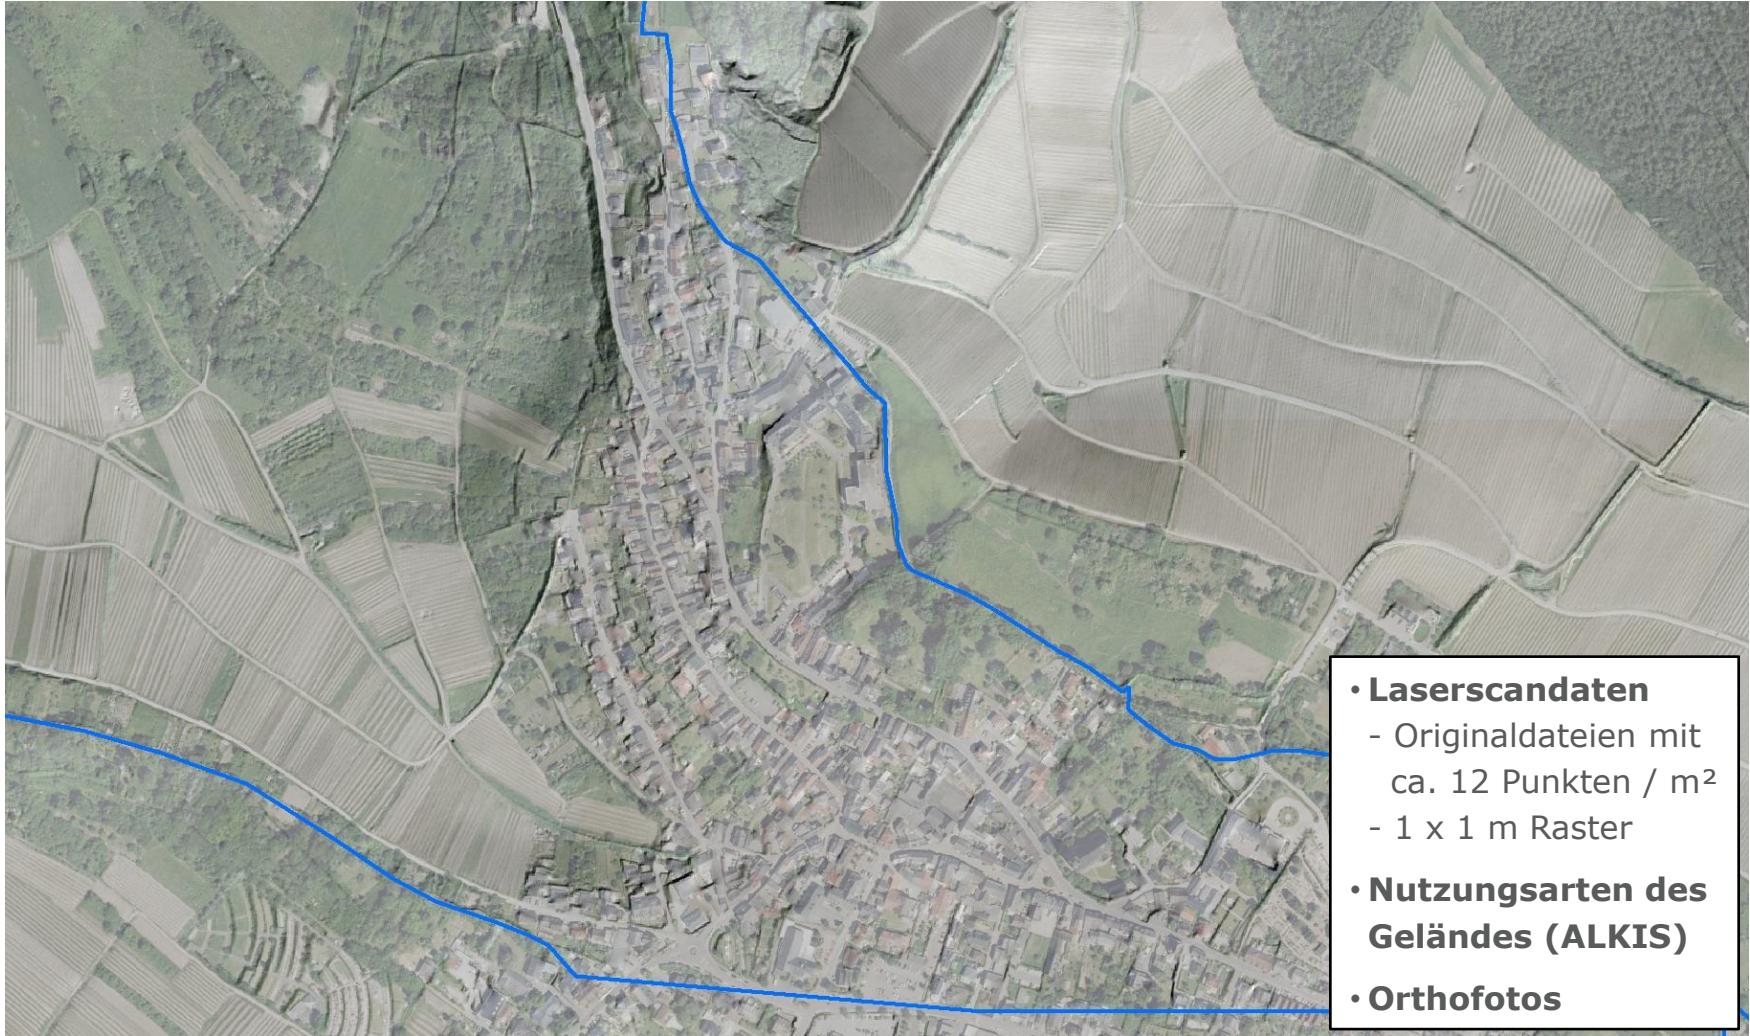 • Laserscandaten
- Originaldateien mit
ca. 12 Punkten / m²
- 1 x 1 m Raster
• Nutzungsarten des
Geländes (ALKIS)
• Orthofotos